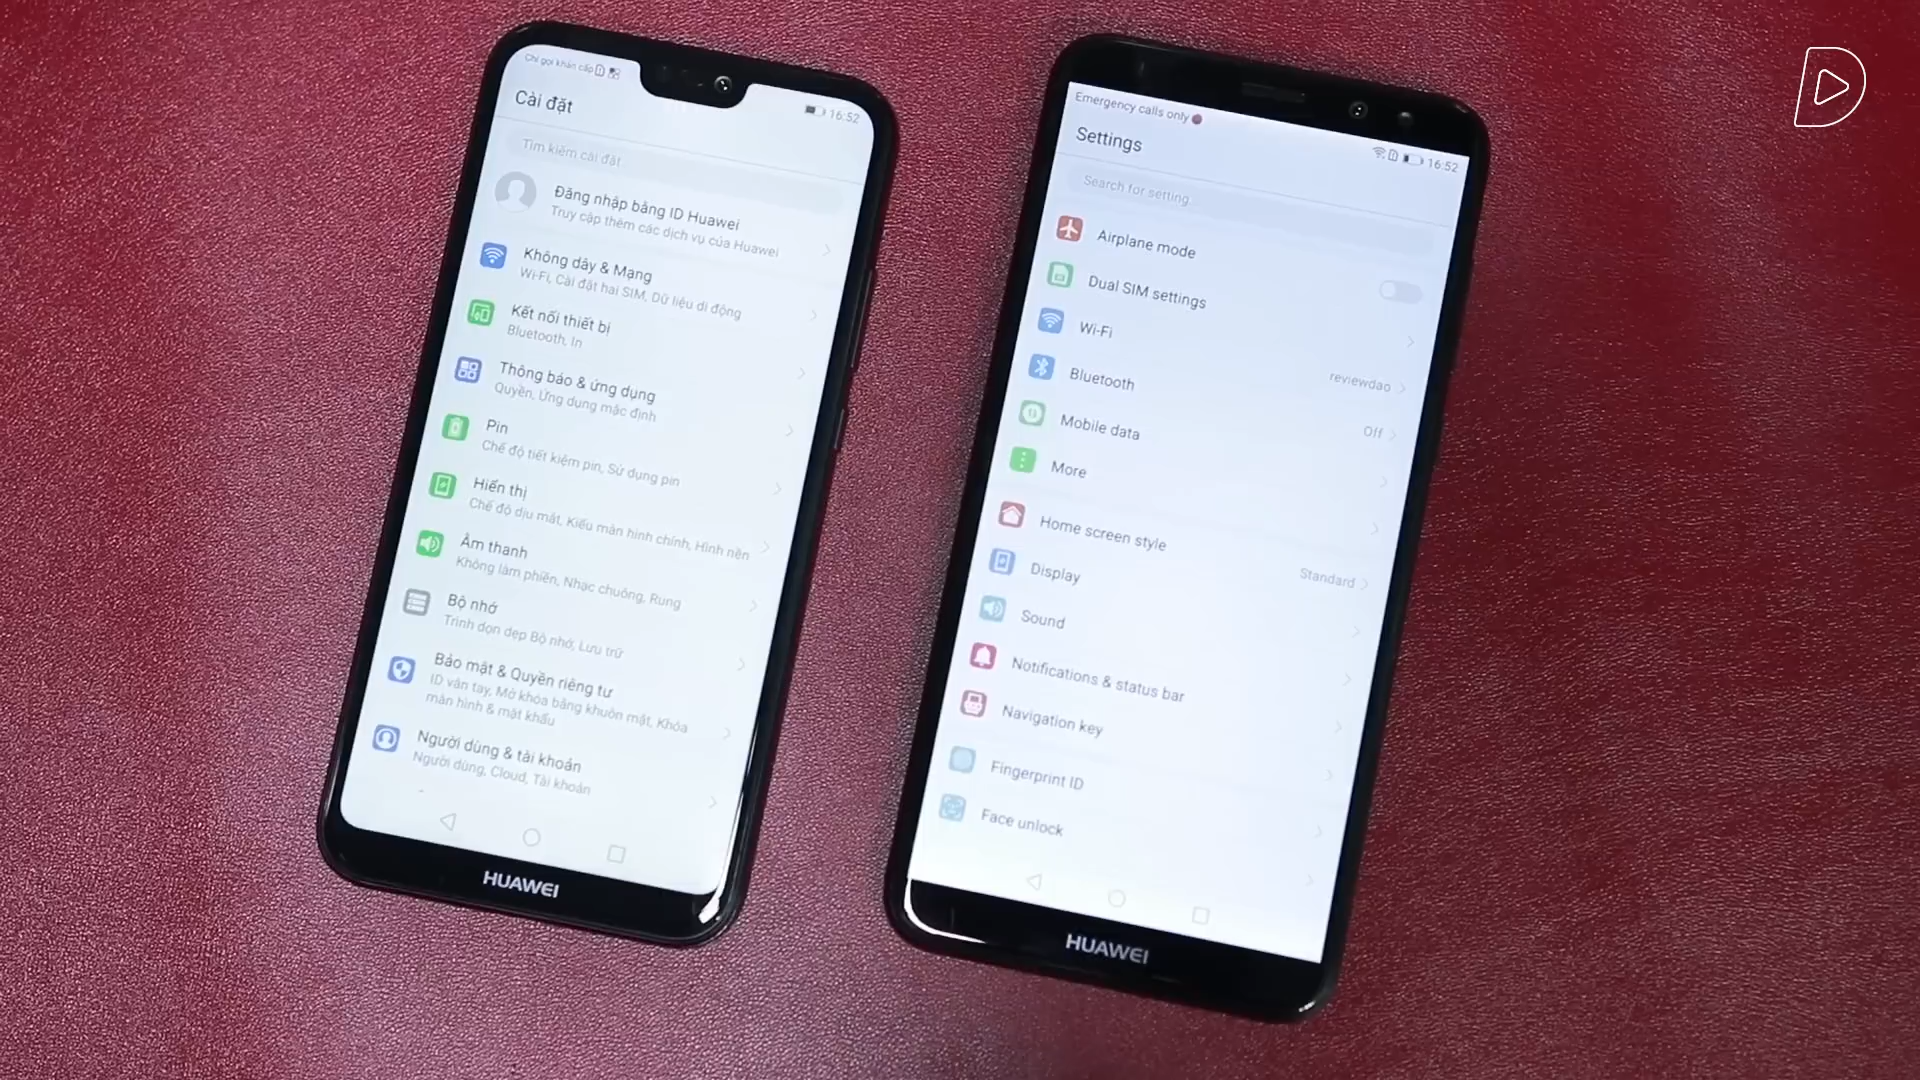 Chỉ gọi khẩn cấp
16:52
Cài đặt
Tìm kiếm cài đặt
Đăng nhập bằng ID Huawei
Truy cập thêm các dịch vụ của Huawei
Không dây & Mạng
Wi-Fi, Cài đặt hai SIM, Dữ liệu di động
Kết nối thiết bị
Bluetooth, In
Thông báo & ứng dụng
Quyền, Ứng dụng mặc định
Pin
Chế độ tiết kiệm pin, Sử dụng pin
Hiển thị
Chế độ dịu mắt, Kiểu màn hình chính, Hình nền
Âm thanh
Không làm phiền, Nhạc chuông, Rung
Bộ nhớ
Trình dọn dẹp Bộ nhớ, Lưu trữ
Bảo mật & Quyền riêng tư
ID vân tay, Mở khóa bằng khuôn mặt, Khóa
màn hình & mật khẩu
Người dùng & tài khoản
Người dùng, Cloud, Tài khoản
HUAWEI
Emergency calls only
16:52
Settings
Search for setting
Airplane mode
Dual SIM settings
Wi-Fi
reviewdao
Bluetooth
Off
Mobile data
More
Home screen style
Standard
Display
Sound
Notifications & status bar
Navigation key
Fingerprint ID
Face unlock
HUAWEI